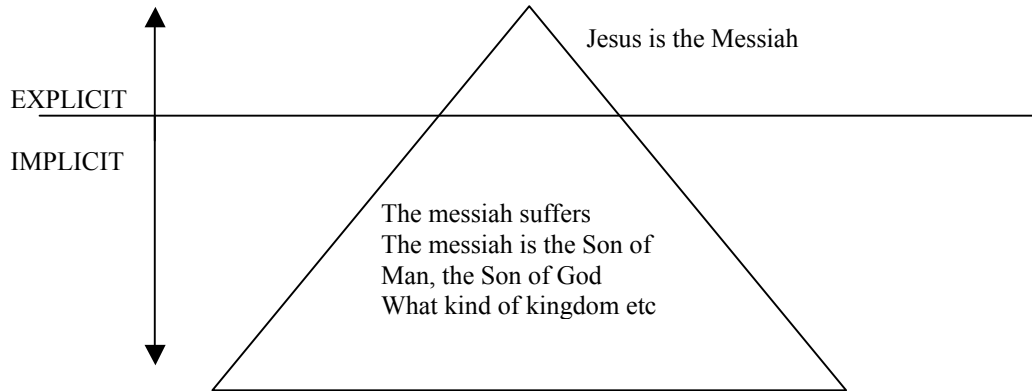 Jesus is the Messiah
EXPLICIT
IMPLICIT
The messiah suffers
The messiah is the Son of
Man, the Son of God
What kind of kingdom etc